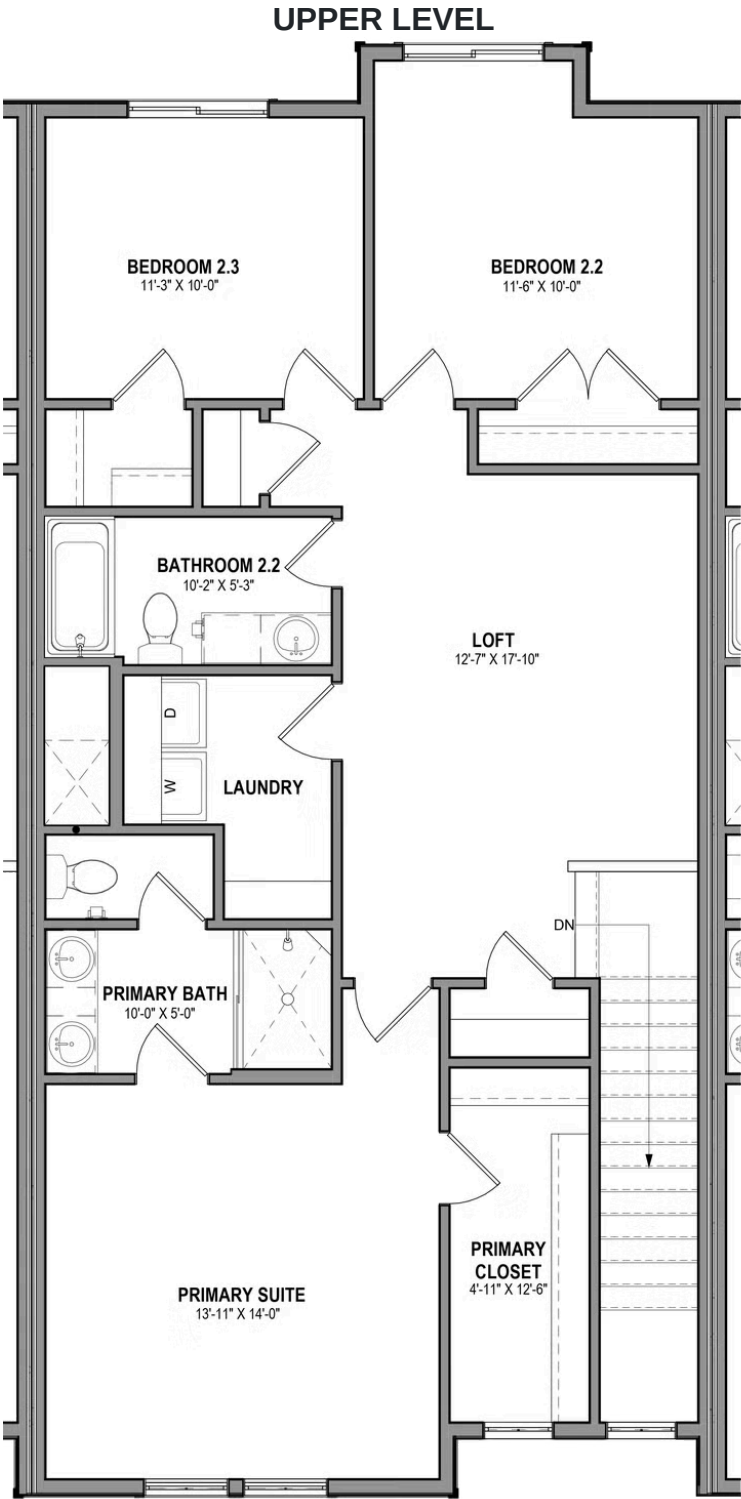 UPPER LEVEL
BEDROOM 2.3
11'-3" X 10'-0"
BEDROOM 2.2
11'-6" X 10'-0"
BATHROOM 2.2
10'-2" X 5'-3"
LOFT
12'-7" X 17'-10"
D
W
LAUNDRY
DN
PRIMARY BATH
10'-0" X 5'-0"
PRIMARY
CLOSET
4'-11" X 12'-6"
PRIMARY SUITE
13'-11" X 14'-0"